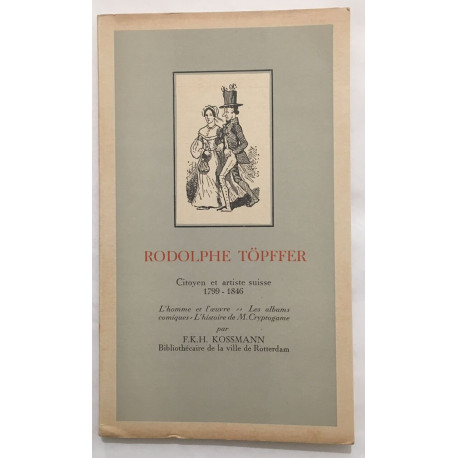 RODOLPHE TÖPFFER
Citoyen et artiste suisse
1799 - 1846
L'homme et l'œuvre -- Les albums
comiques - L'histoire de M. Cryptogame
par
F.K.H. KOSSMANN
Bibliothécaire de la ville de Rotterdam